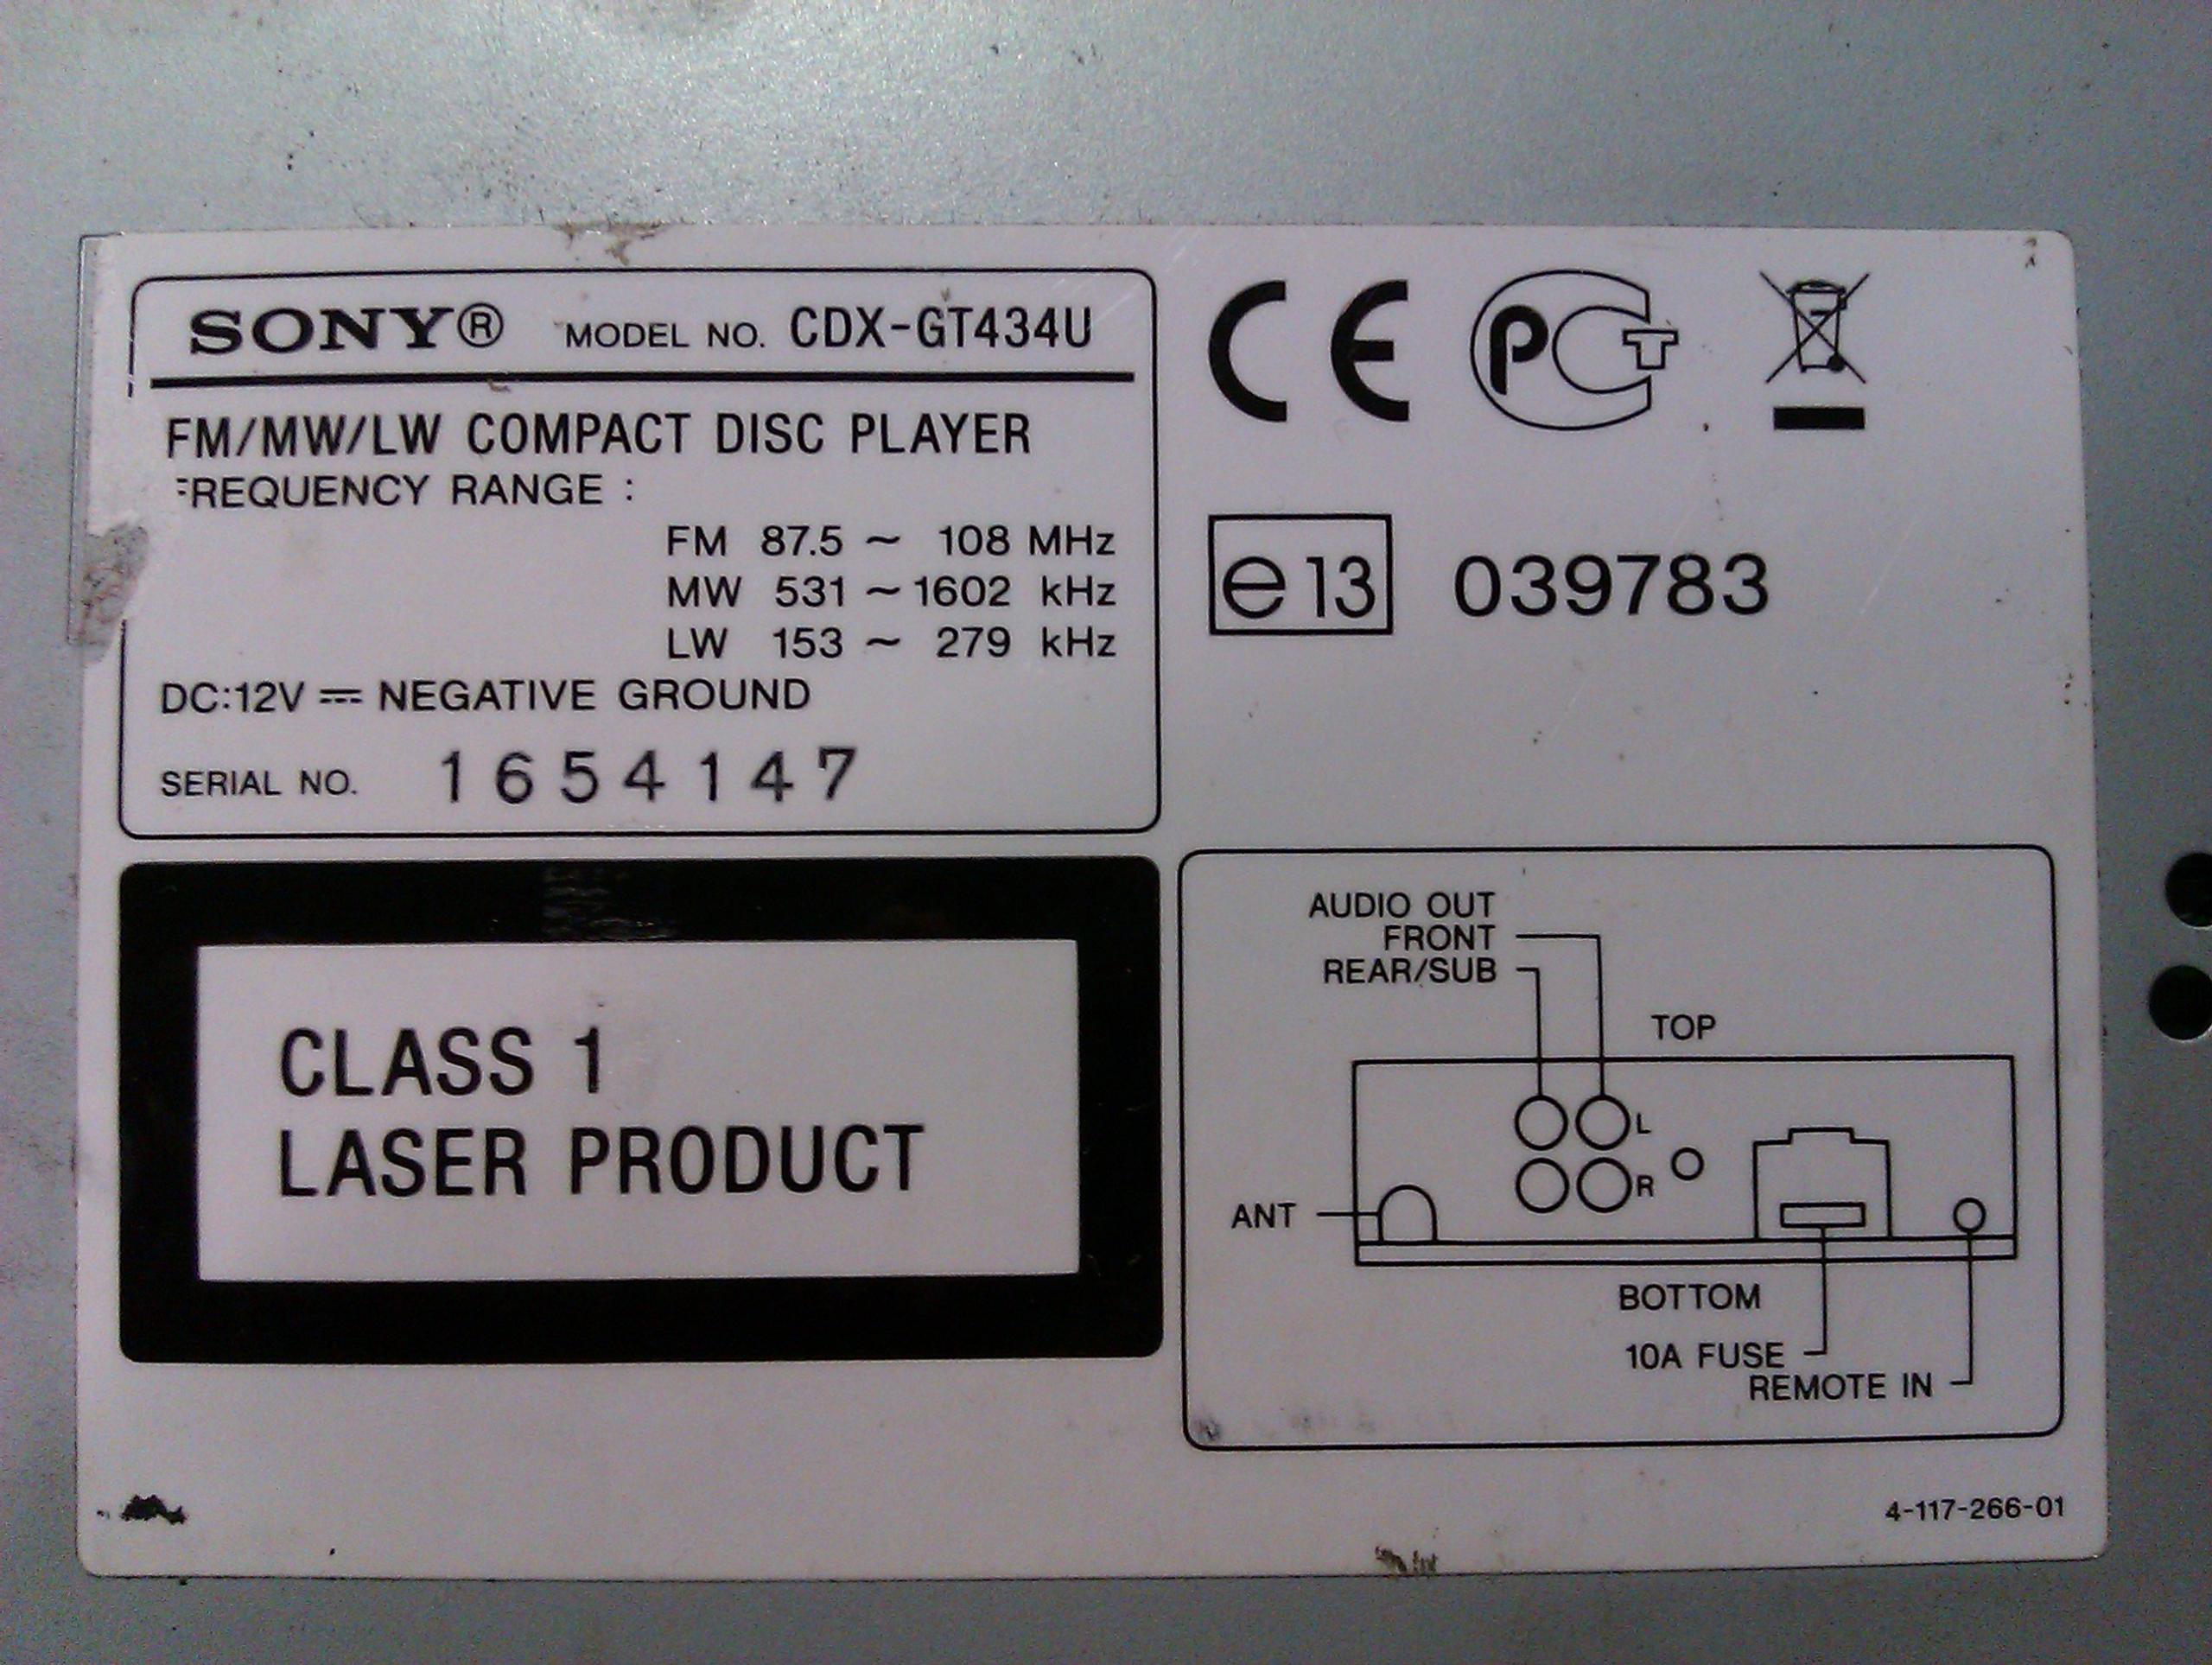 SONY® MODEL NO. CDX-GT434U
FM/MW/LW COMPACT DISC PLAYER
FREQUENCY RANGE :
FM 87.5 ~ 108 MHz
MW 531 ~ 1602 kHz
LW 153 ~ 279 kHz
DC:12V ⎓ NEGATIVE GROUND
SERIAL NO. 1654147
CE PCT
e13 039783
CLASS 1
LASER PRODUCT
AUDIO OUT
FRONT
REAR/SUB
TOP
L
R
ANT
BOTTOM
10A FUSE
REMOTE IN
4-117-266-01